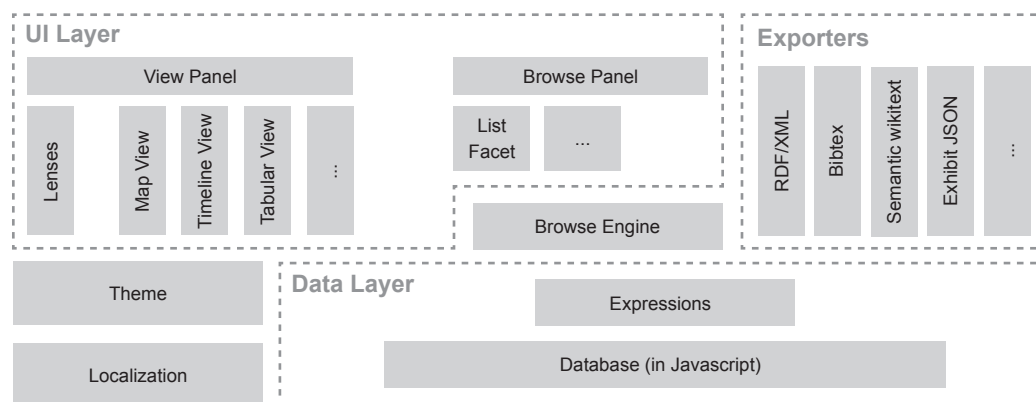 UI Layer
View Panel
Lenses
Map View
Timeline View
Tabular View
...
Browse Panel
List
Facet
...
Browse Engine
Exporters
RDF/XML
Bibtex
Semantic wikitext
Exhibit JSON
...
Theme
Localization
Data Layer
Expressions
Database (in Javascript)